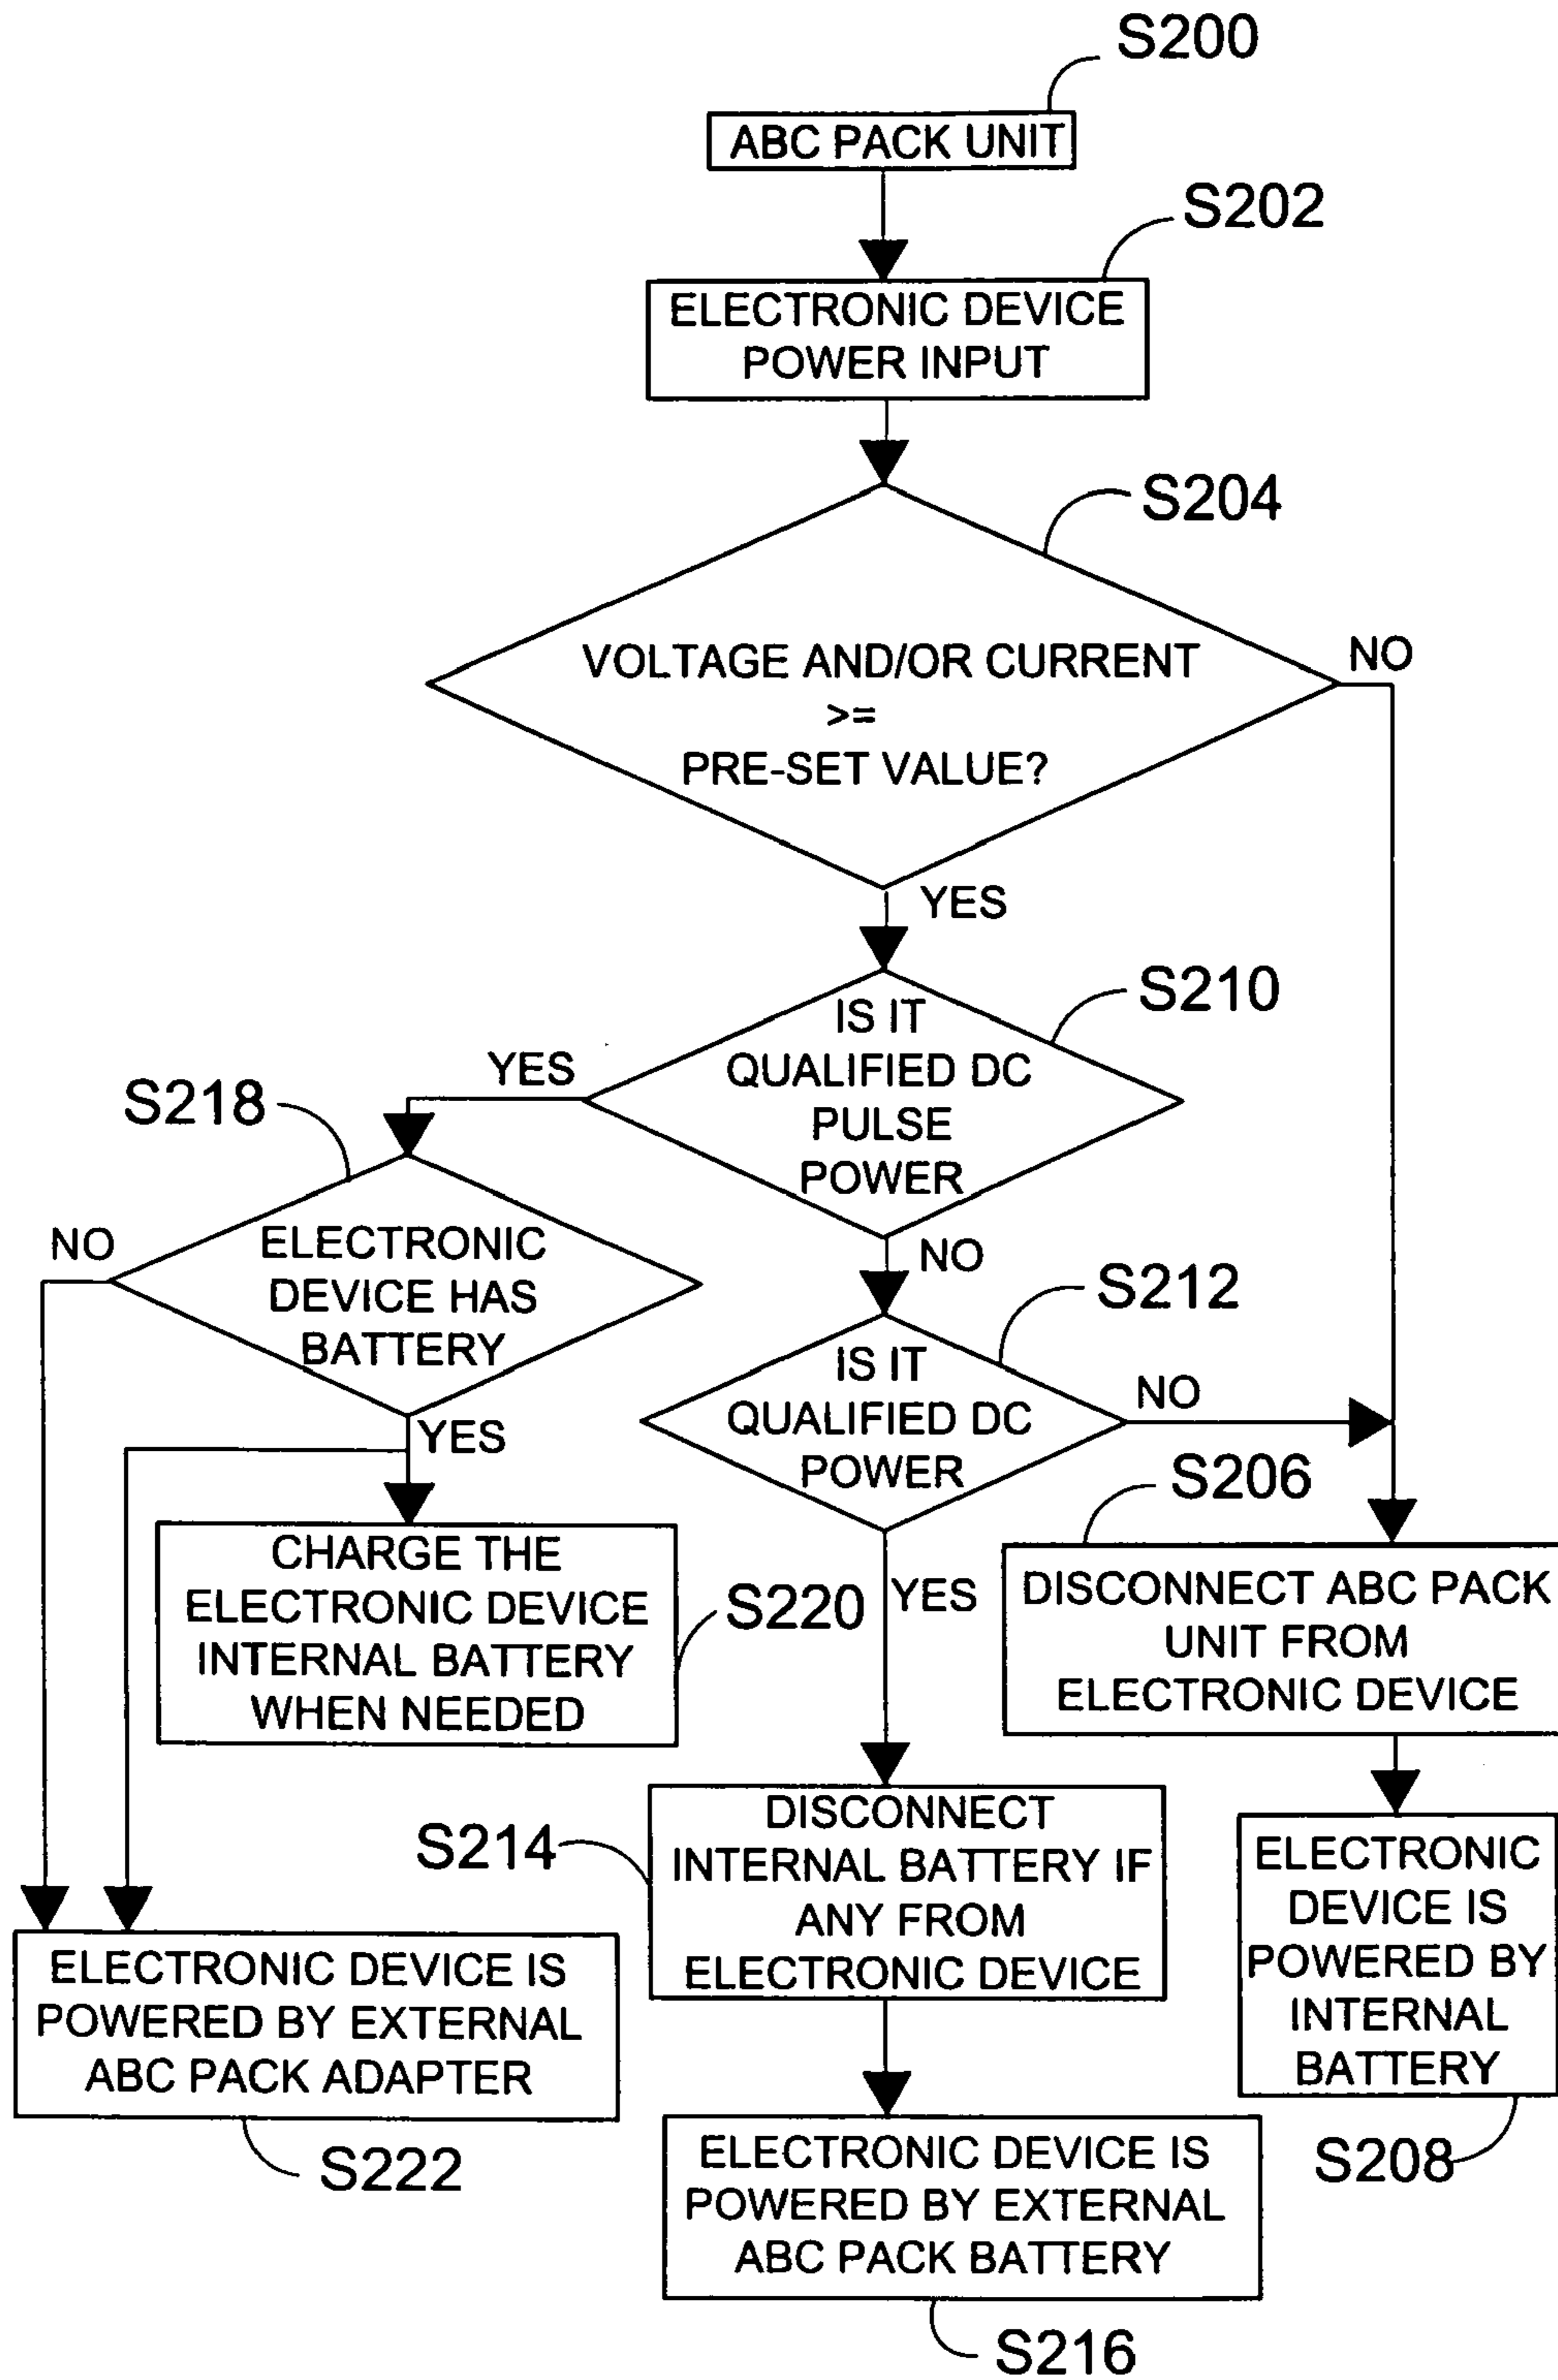 S200
ABC PACK UNIT
S202
ELECTRONIC DEVICE
POWER INPUT
S204
VOLTAGE AND/OR CURRENT
>=
PRE-SET VALUE?
NO
YES
S210
IS IT
QUALIFIED DC
PULSE
POWER
YES
S218
NO
ELECTRONIC
DEVICE HAS
BATTERY
NO
S212
IS IT
QUALIFIED DC
POWER
NO
YES
S206
CHARGE THE
ELECTRONIC DEVICE
INTERNAL BATTERY
WHEN NEEDED
S220
YES
DISCONNECT ABC PACK
UNIT FROM
ELECTRONIC DEVICE
S214
DISCONNECT
INTERNAL BATTERY IF
ANY FROM
ELECTRONIC DEVICE
ELECTRONIC
DEVICE IS
POWERED BY
INTERNAL
BATTERY
ELECTRONIC DEVICE IS
POWERED BY EXTERNAL
ABC PACK ADAPTER
S222
ELECTRONIC DEVICE IS
POWERED BY EXTERNAL
ABC PACK BATTERY
S208
S216